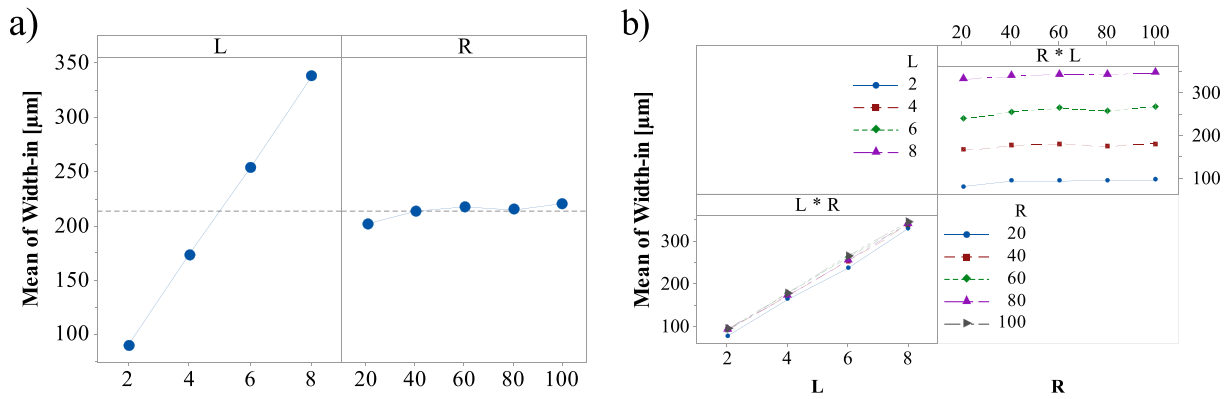 a)
L R
Mean of Width-in [μm]
350
300
250
200
150
100
2 4 6 8 20 40 60 80 100
b)
20 40 60 80 100
R * L
L
2
4
6
8
300
200
100
Mean of Width-in [μm]
L * R
300
200
100
R
20
40
60
80
100
2 4 6 8
L R